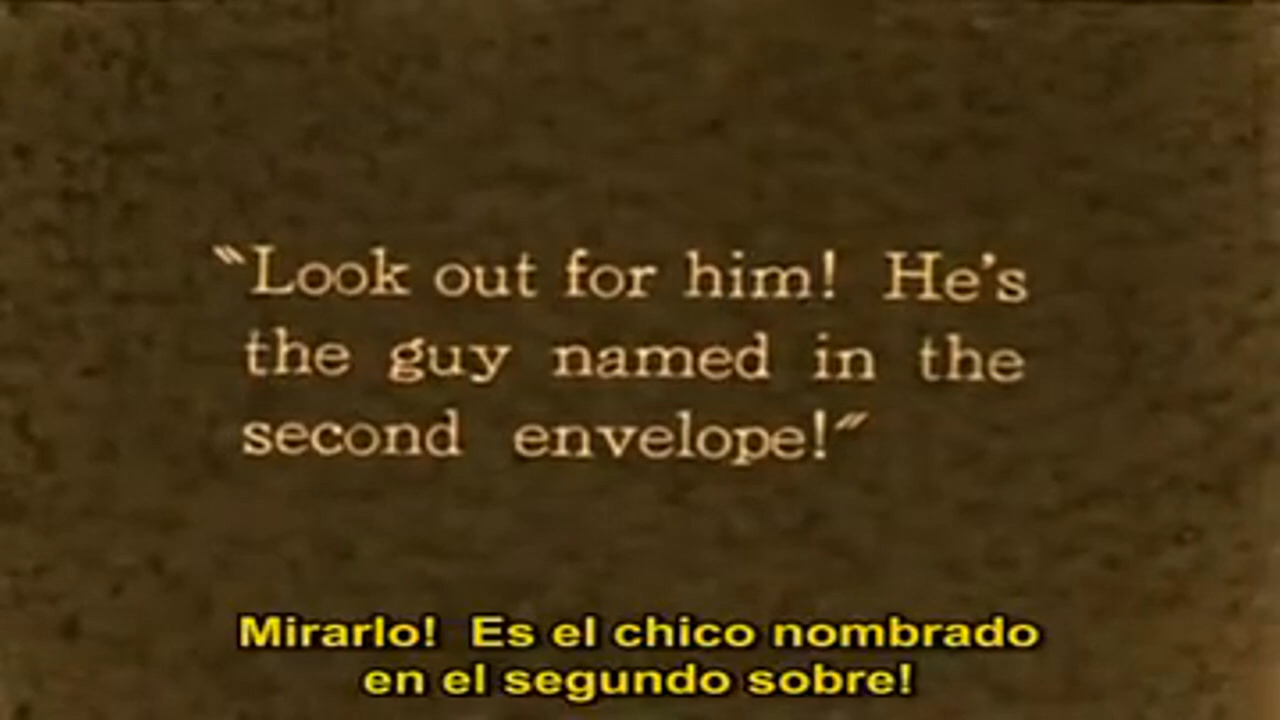 "Look out for him! He's
the guy named in the
second envelope!"
Mirarlo! Es el chico nombrado
en el segundo sobre!